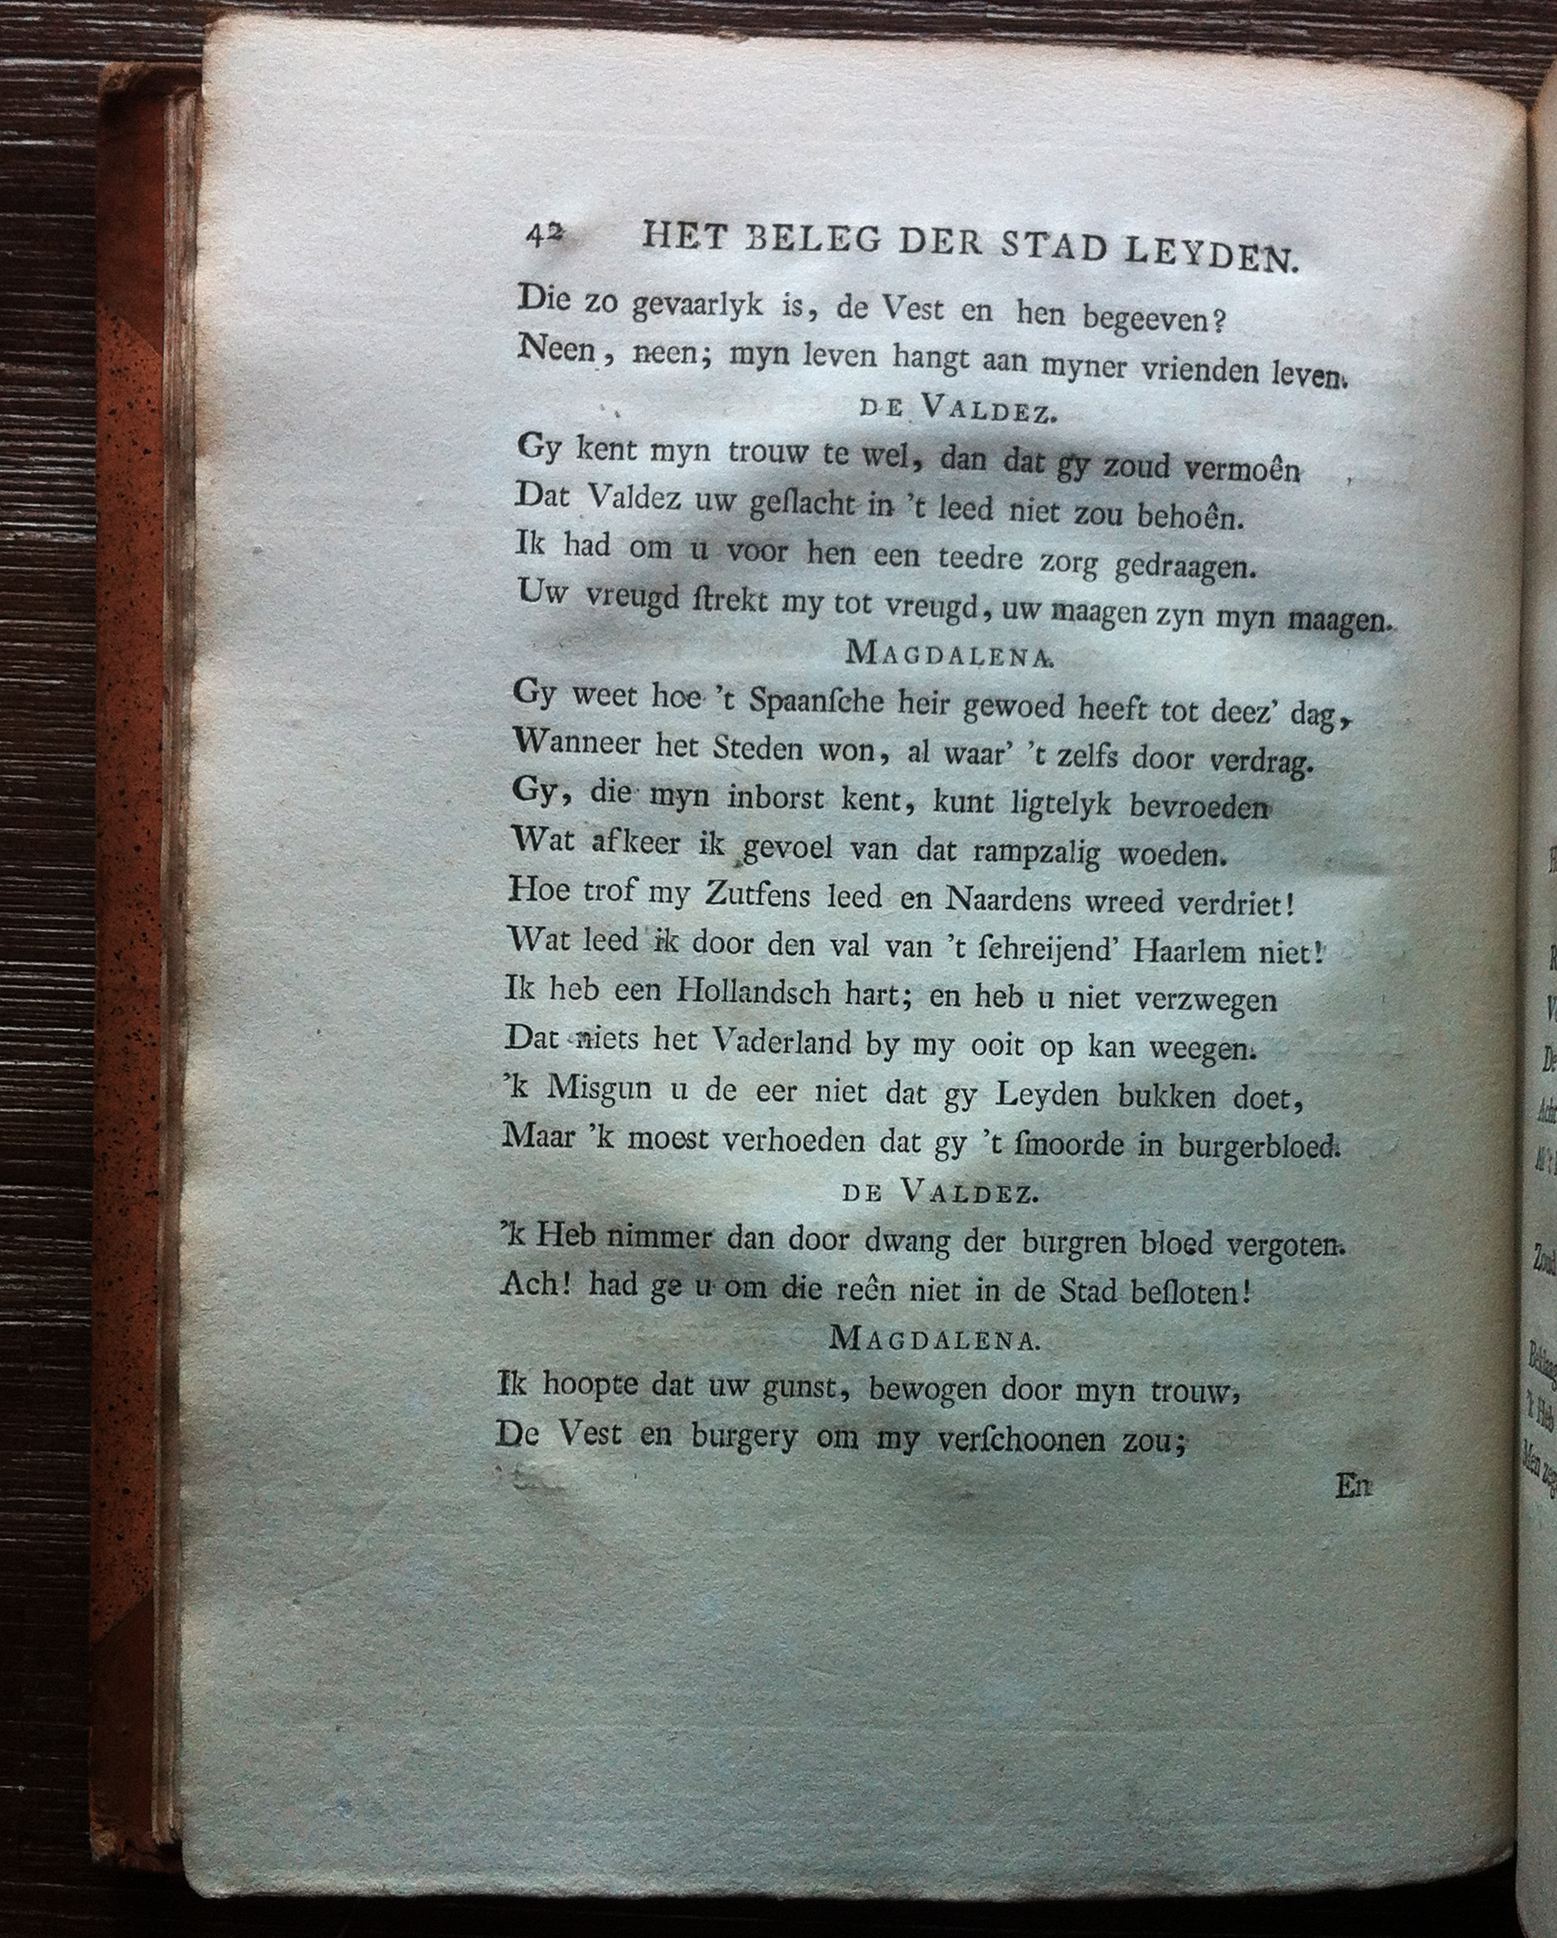 42 HET BELEG DER STAD LEYDEN.
Die zo gevaarlyk is, de Vest en hen begeeven?
Neen, neen; myn leven hangt aan myner vrienden leven.
DE VALDEZ.
Gy kent myn trouw te wel, dan dat gy zoud vermoên
Dat Valdez uw geſlacht in 't leed niet zou behoên.
Ik had om u voor hen een teedre zorg gedraagen.
Uw vreugd ſtrekt my tot vreugd, uw maagen zyn myn maagen.
MAGDALENA.
Gy weet hoe 't Spaanſche heir gewoed heeft tot deez' dag,
Wanneer het Steden won, al waar' 't zelfs door verdrag.
Gy, die myn inborst kent, kunt ligtelyk bevroeden
Wat afkeer ik gevoel van dat rampzalig woeden.
Hoe trof my Zutfens leed en Naardens wreed verdriet!
Wat leed ik door den val van 't ſchreijend' Haarlem niet!
Ik heb een Hollandsch hart; en heb u niet verzwegen
Dat niets het Vaderland by my ooit op kan weegen.
'k Misgun u de eer niet dat gy Leyden bukken doet,
Maar 'k moest verhoeden dat gy 't ſmoorde in burgerbloed.
DE VALDEZ.
'k Heb nimmer dan door dwang der burgren bloed vergoten.
Ach! had ge u om die reên niet in de Stad beſloten!
MAGDALENA.
Ik hoopte dat uw gunst, bewogen door myn trouw,
De Vest en burgery om my verſchoonen zou;
En